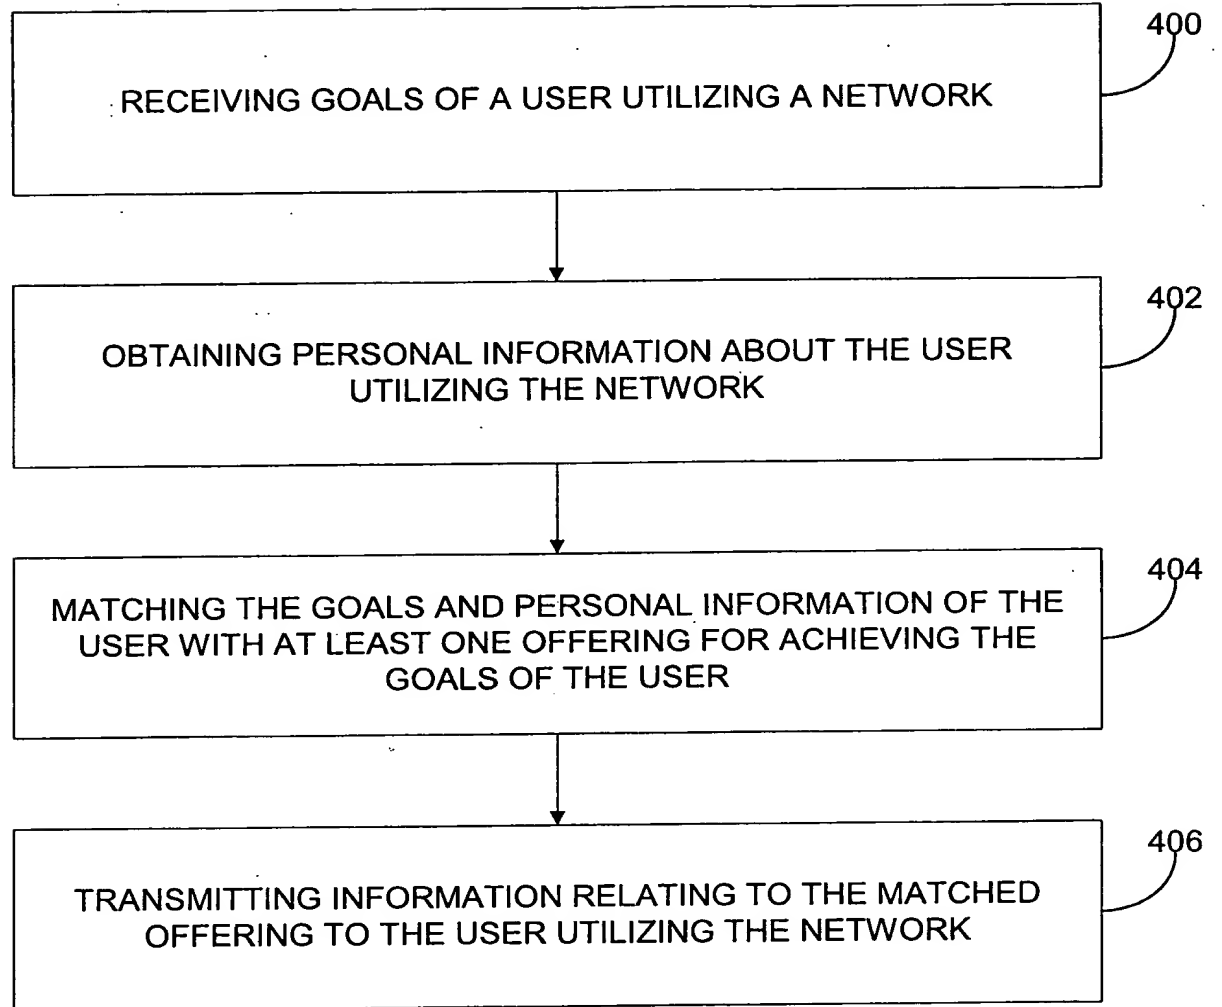 400
RECEIVING GOALS OF A USER UTILIZING A NETWORK
402
OBTAINING PERSONAL INFORMATION ABOUT THE USER
UTILIZING THE NETWORK
404
MATCHING THE GOALS AND PERSONAL INFORMATION OF THE
USER WITH AT LEAST ONE OFFERING FOR ACHIEVING THE
GOALS OF THE USER
406
TRANSMITTING INFORMATION RELATING TO THE MATCHED
OFFERING TO THE USER UTILIZING THE NETWORK